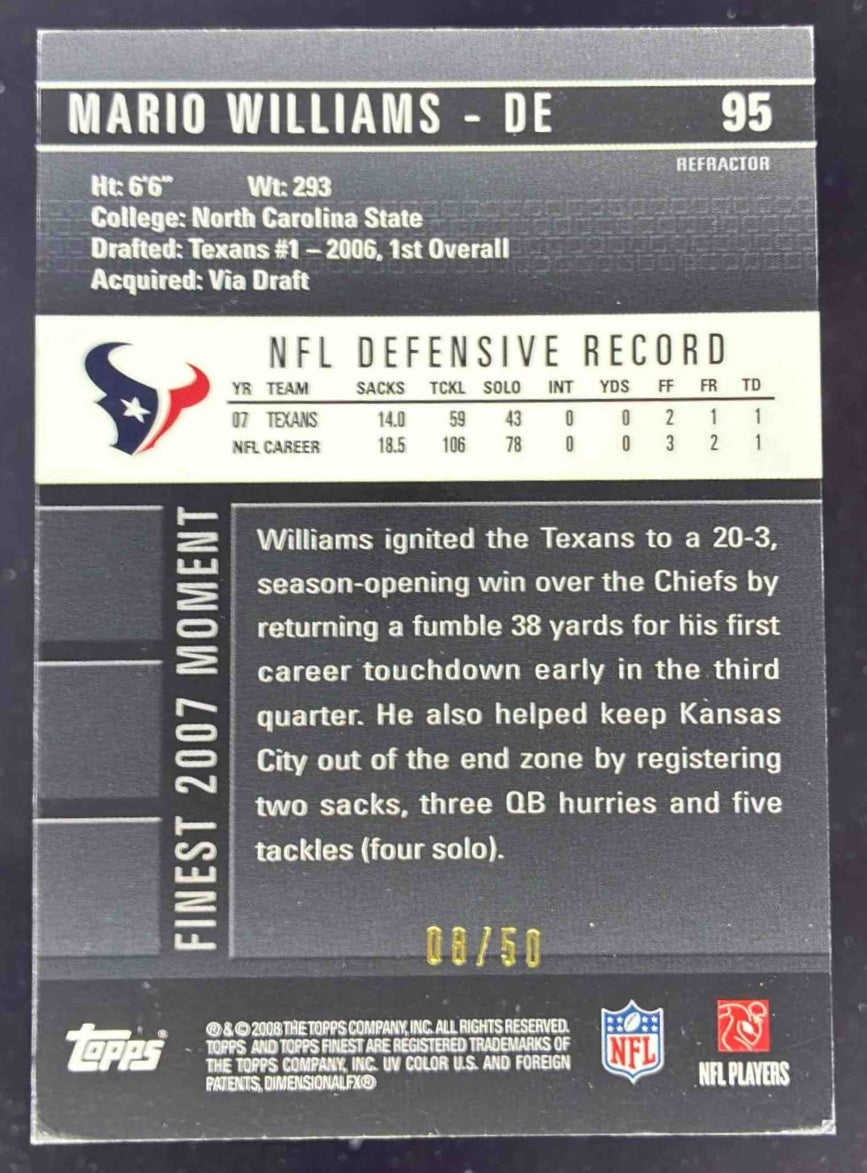 MARIO WILLIAMS - DE 95
REFRACTOR
Ht: 6'6" Wt: 293
College: North Carolina State
Drafted: Texans #1 – 2006, 1st Overall
Acquired: Via Draft
NFL DEFENSIVE RECORD
YR TEAM SACKS TCKL SOLO INT YDS FF FR TD
07 TEXANS 14.0 59 43 0 0 2 1 1
NFL CAREER 18.5 106 78 0 0 3 2 1
FINEST 2007 MOMENT
Williams ignited the Texans to a 20-3,
season-opening win over the Chiefs by
returning a fumble 38 yards for his first
career touchdown early in the third
quarter. He also helped keep Kansas
City out of the end zone by registering
two sacks, three QB hurries and five
tackles (four solo).
08/50
TOPPS®
® & © 2008 THE TOPPS COMPANY, INC. ALL RIGHTS RESERVED.
TOPPS AND TOPPS FINEST ARE REGISTERED TRADEMARKS OF
THE TOPPS COMPANY, INC. UV COLOR U.S. AND FOREIGN
PATENTS, DIMENSIONALFX®
NFL
NFL PLAYERS